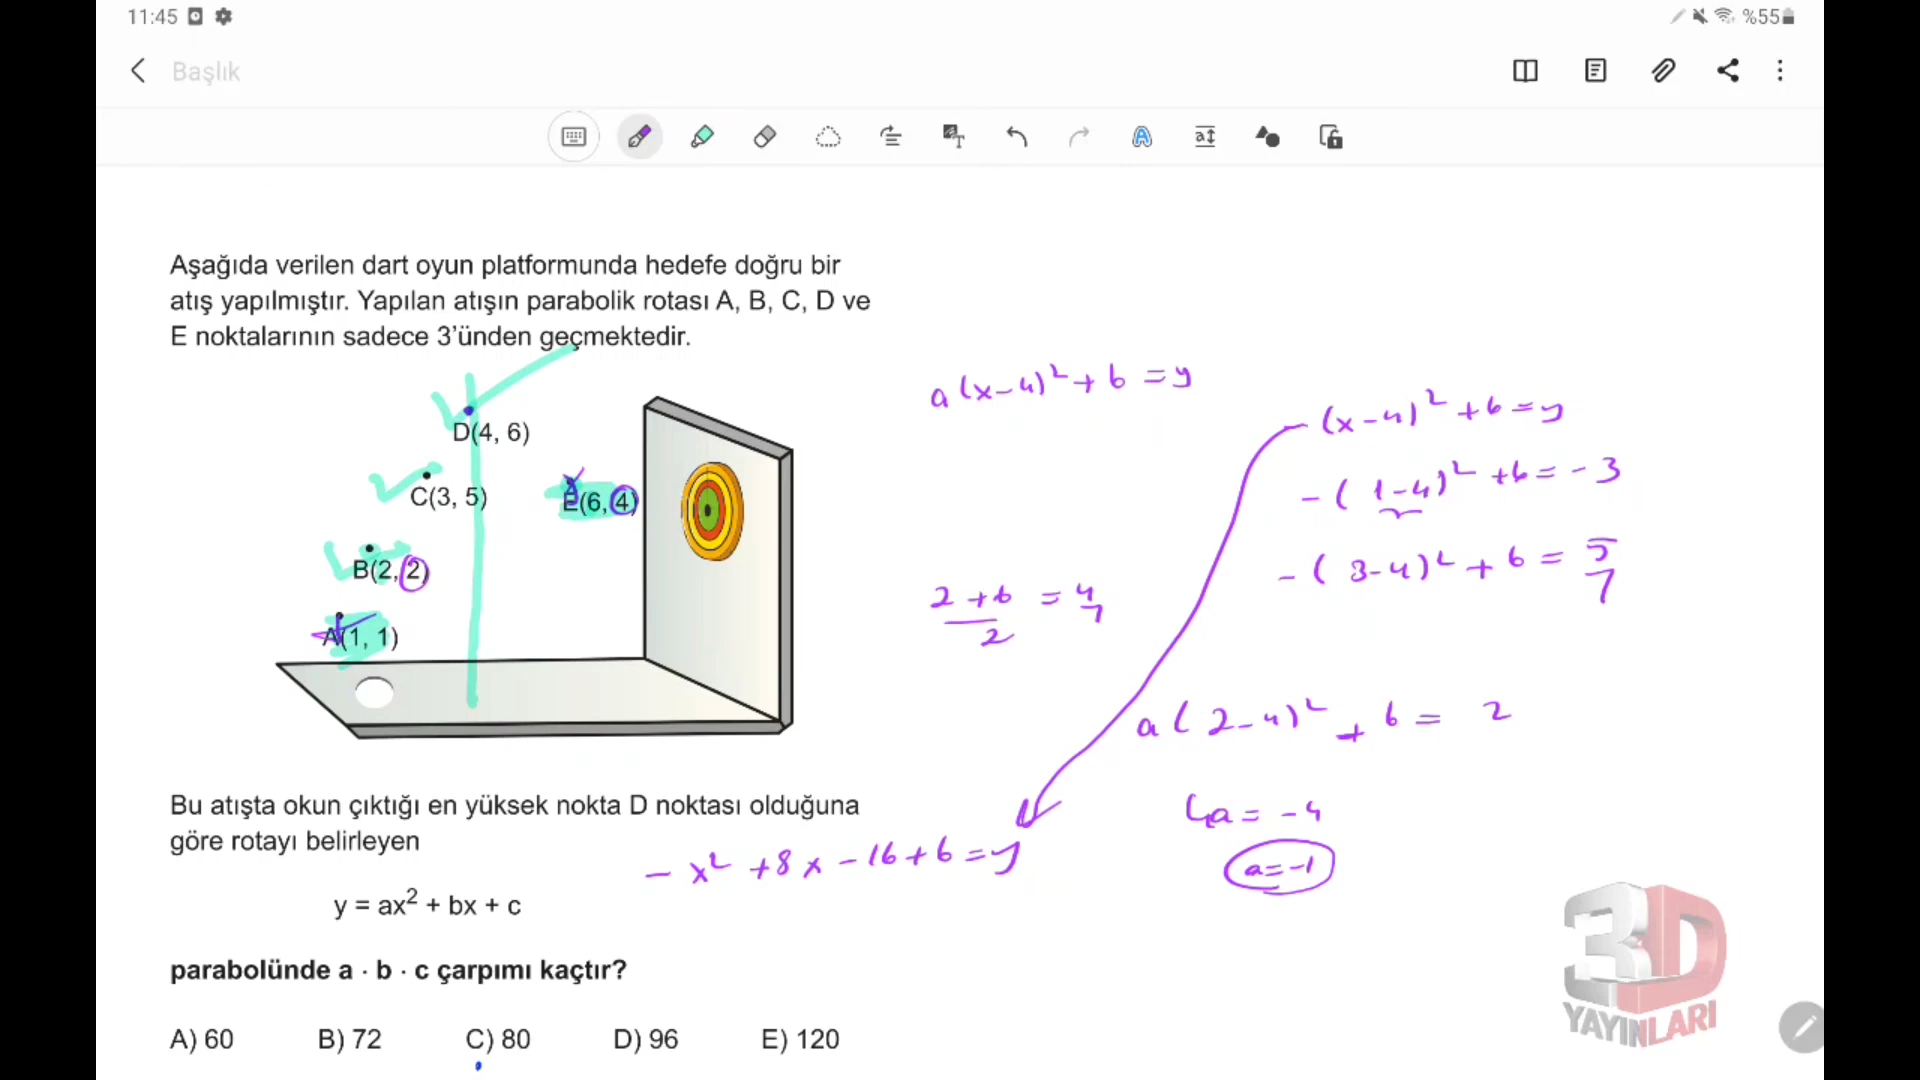 11:45
%55
Başlık
Aşağıda verilen dart oyun platformunda hedefe doğru bir
atış yapılmıştır. Yapılan atışın parabolik rotası A, B, C, D ve
E noktalarının sadece 3’ünden geçmektedir.
D(4, 6)
C(3, 5)
E(6, 4)
B(2, 2)
A(1, 1)
a(x-4)² + 6 = y
(x-4)² + 6 = y
-(1-4)² + 6 = -3
-(3-4)² + 6 = 5
2+6 = 4
2
a(2-4)² + 6 = 2
4a = -4
a=-1
Bu atışta okun çıktığı en yüksek nokta D noktası olduğuna
göre rotayı belirleyen
-x² +8x -16+6=y
y = ax² + bx + c
parabolünde a · b · c çarpımı kaçtır?
A) 60 B) 72 C) 80 D) 96 E) 120
3D
YAYINLARI